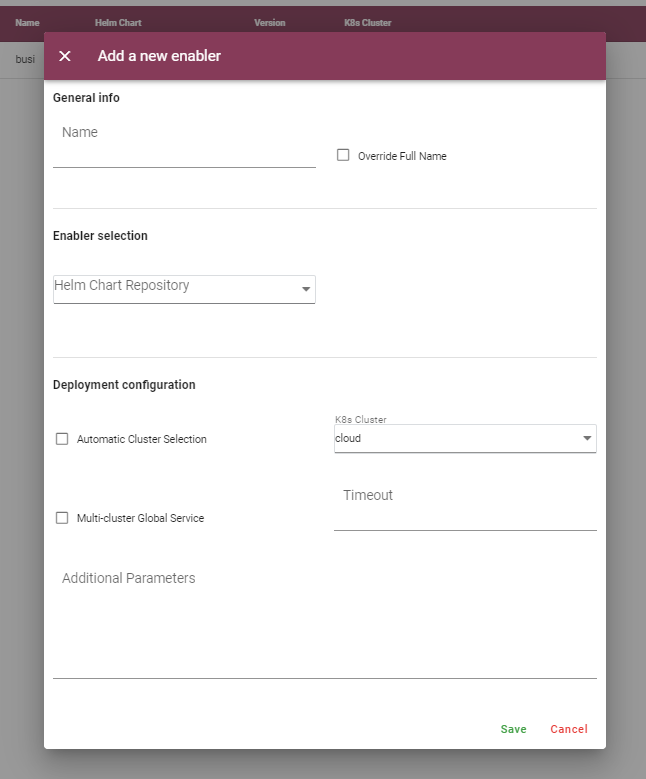 Name Helm Chart Version K8s Cluster
busi
Add a new enabler
General info
Name
Override Full Name
Enabler selection
Helm Chart Repository
Deployment configuration
K8s Cluster
Automatic Cluster Selection
cloud
Timeout
Multi-cluster Global Service
Additional Parameters
Save Cancel